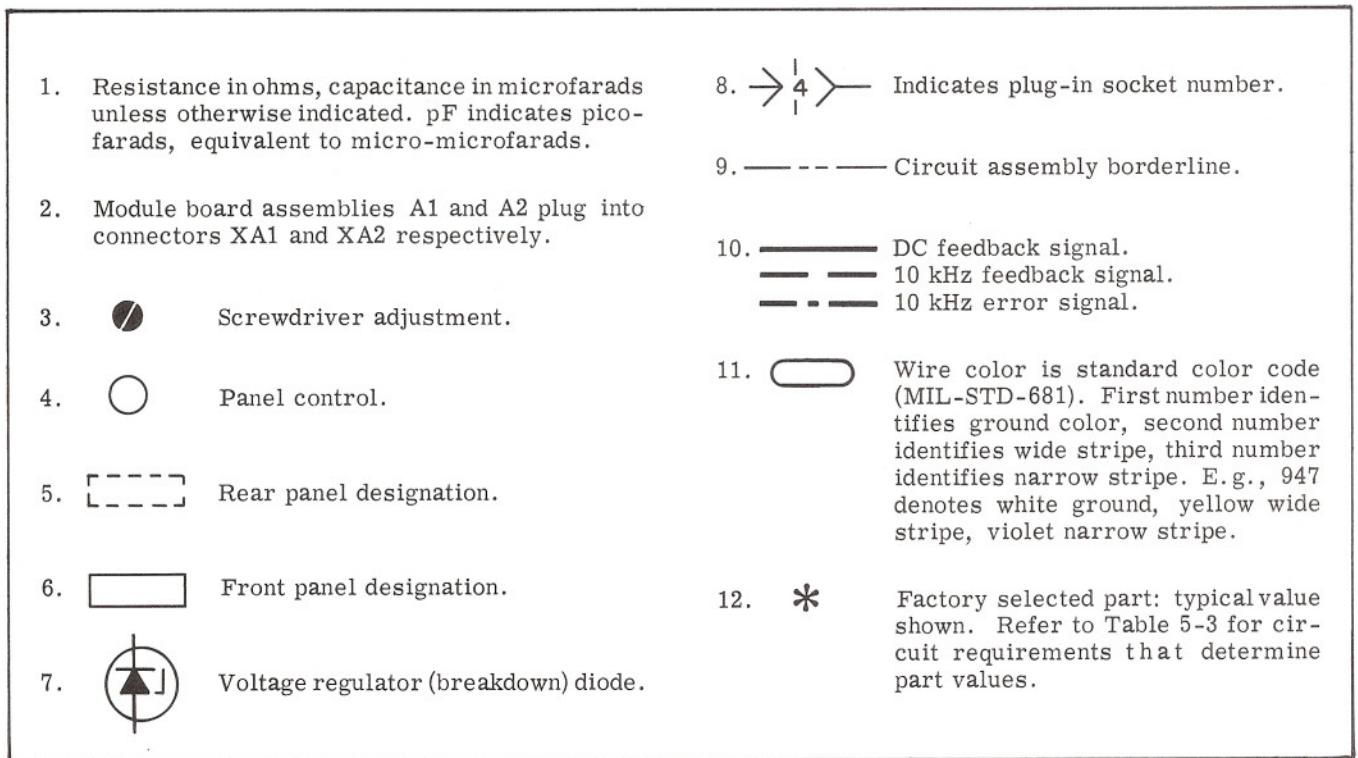 1. Resistance in ohms, capacitance in microfarads
unless otherwise indicated. pF indicates pico-
farads, equivalent to micro-microfarads.
2. Module board assemblies A1 and A2 plug into
connectors XA1 and XA2 respectively.
3. Screwdriver adjustment.
4. Panel control.
5. Rear panel designation.
6. Front panel designation.
7. Voltage regulator (breakdown) diode.
8. 4 Indicates plug-in socket number.
9. Circuit assembly borderline.
10. DC feedback signal.
10 kHz feedback signal.
10 kHz error signal.
11. Wire color is standard color code
(MIL-STD-681). First number iden-
tifies ground color, second number
identifies wide stripe, third number
identifies narrow stripe. E.g., 947
denotes white ground, yellow wide
stripe, violet narrow stripe.
12. * Factory selected part: typical value
shown. Refer to Table 5-3 for cir-
cuit requirements that determine
part values.